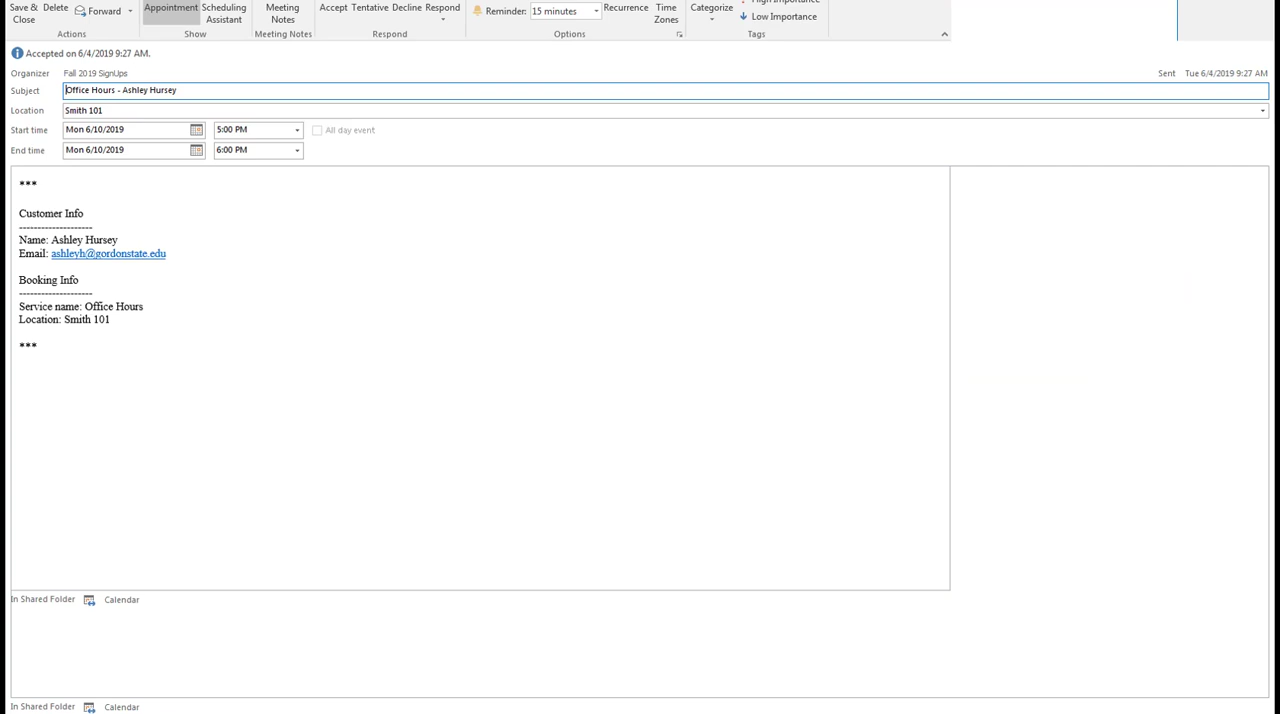 Save & Close
Delete
Forward
Appointment
Scheduling Assistant
Meeting Notes
Accept
Tentative
Decline
Respond
Reminder:
15 minutes
Recurrence
Time Zones
Categorize
High Importance
Low Importance
Actions
Show
Meeting Notes
Respond
Options
Tags
Accepted on 6/4/2019 9:27 AM.
Organizer Fall 2019 SignUps Sent Tue 6/4/2019 9:27 AM
Subject Office Hours - Ashley Hursey
Location Smith 101
Start time Mon 6/10/2019 5:00 PM All day event
End time Mon 6/10/2019 6:00 PM
***
Customer Info
--------------------
Name: Ashley Hursey
Email: ashleyh@gordonstate.edu
Booking Info
--------------------
Service name: Office Hours
Location: Smith 101
***
In Shared Folder Calendar
In Shared Folder Calendar